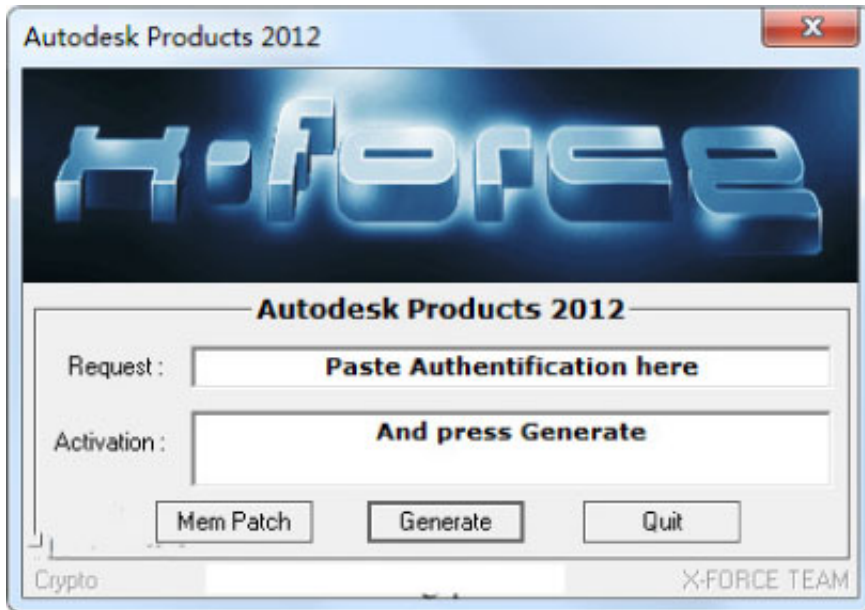 Autodesk Products 2012
x-force
Autodesk Products 2012
Request :
Paste Authentification here
Activation :
And press Generate
Mem Patch
Generate
Quit
Crypto
X-FORCE TEAM